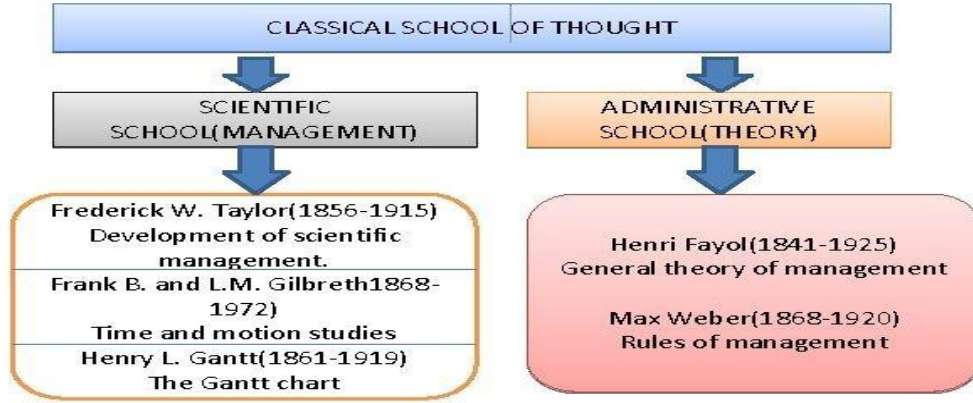 CLASSICAL SCHOOL OF THOUGHT
SCIENTIFIC
SCHOOL(MANAGEMENT)
ADMINISTRATIVE
SCHOOL(THEORY)
Frederick W. Taylor(1856-1915)
Development of scientific
management.
Frank B. and L.M. Gilbreth1868-
1972)
Time and motion studies
Henry L. Gantt(1861-1919)
The Gantt chart
Henri Fayol(1841-1925)
General theory of management
Max Weber(1868-1920)
Rules of management